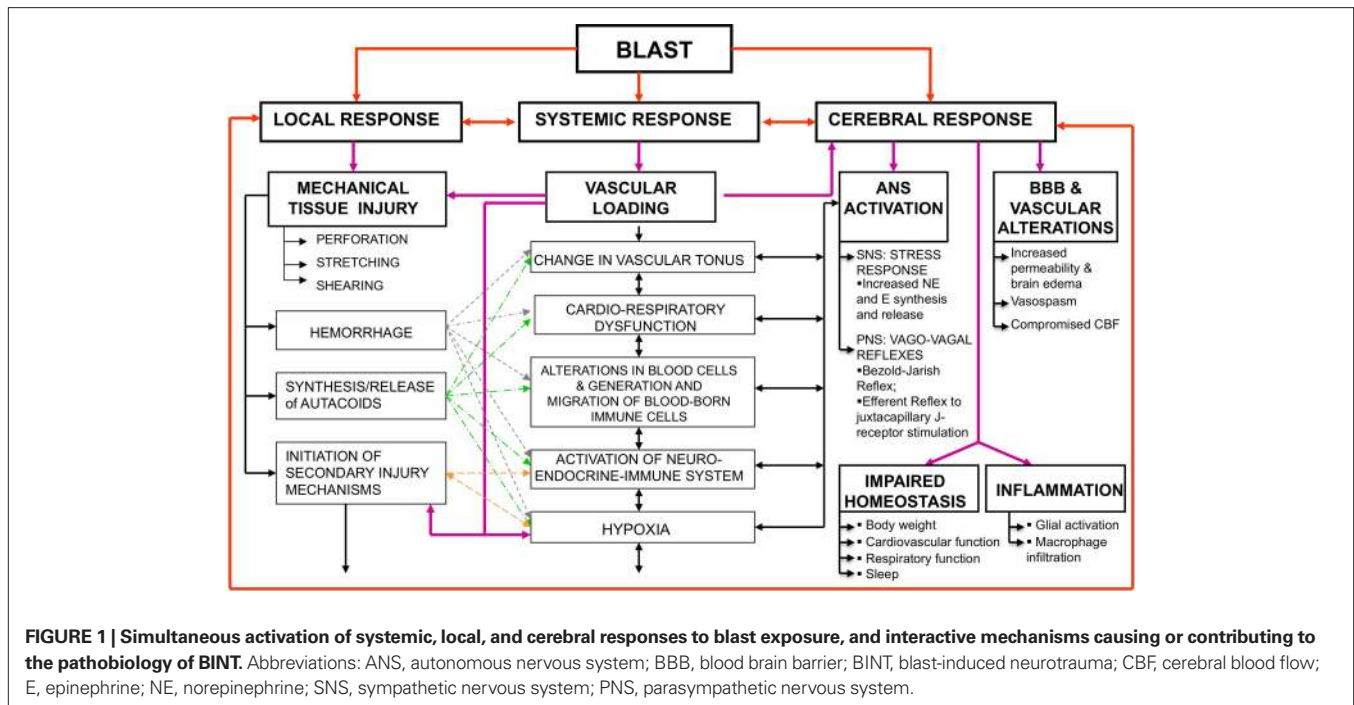 BLAST
LOCAL RESPONSE
SYSTEMIC RESPONSE
CEREBRAL RESPONSE
MECHANICAL
TISSUE INJURY
PERFORATION
STRETCHING
SHEARING
HEMORRHAGE
SYNTHESIS/RELEASE
of AUTACOIDS
INITIATION OF
SECONDARY INJURY
MECHANISMS
VASCULAR
LOADING
CHANGE IN VASCULAR TONUS
CARDIO-RESPIRATORY
DYSFUNCTION
ALTERATIONS IN BLOOD CELLS
& GENERATION AND
MIGRATION OF BLOOD-BORN
IMMUNE CELLS
ACTIVATION OF NEURO-
ENDOCRINE-IMMUNE SYSTEM
HYPOXIA
ANS
ACTIVATION
SNS: STRESS
RESPONSE
▪Increased NE
and E synthesis
and release
PNS: VAGO-VAGAL
REFLEXES
▪Bezold-Jarish
Reflex;
▪Efferent Reflex to
juxtacapillary J-
receptor stimulation
BBB &
VASCULAR
ALTERATIONS
Increased
permeability &
brain edema
Vasospasm
Compromised CBF
IMPAIRED
HOMEOSTASIS
▪ Body weight
▪ Cardiovascular function
▪ Respiratory function
▪ Sleep
INFLAMMATION
▪ Glial activation
▪ Macrophage
infiltration
FIGURE 1 | Simultaneous activation of systemic, local, and cerebral responses to blast exposure, and interactive mechanisms causing or contributing to
the pathobiology of BINT. Abbreviations: ANS, autonomous nervous system; BBB, blood brain barrier; BINT, blast-induced neurotrauma; CBF, cerebral blood flow;
E, epinephrine; NE, norepinephrine; SNS, sympathetic nervous system; PNS, parasympathetic nervous system.